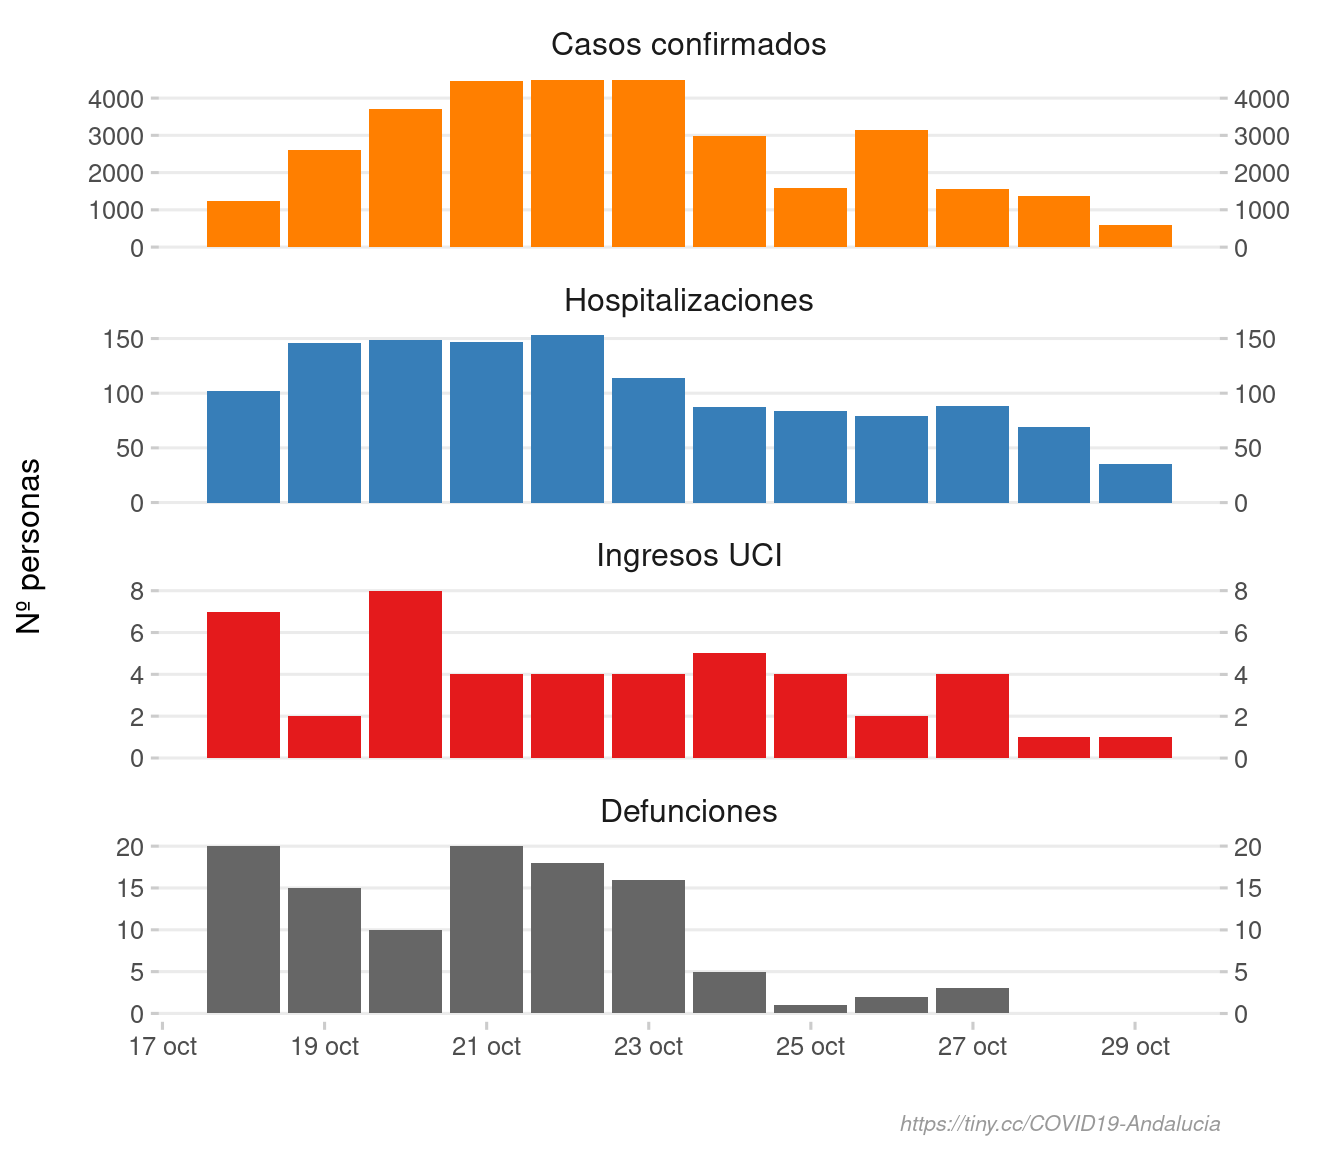 Casos confirmados
4000 4000
3000 3000
2000 2000
1000 1000
0 0
Hospitalizaciones
150 150
100 100
50 50
0 0
Nº personas
Ingresos UCI
8 8
6 6
4 4
2 2
0 0
Defunciones
20 20
15 15
10 10
5 5
0 0
17 oct 19 oct 21 oct 23 oct 25 oct 27 oct 29 oct
https://tiny.cc/COVID19-Andalucia